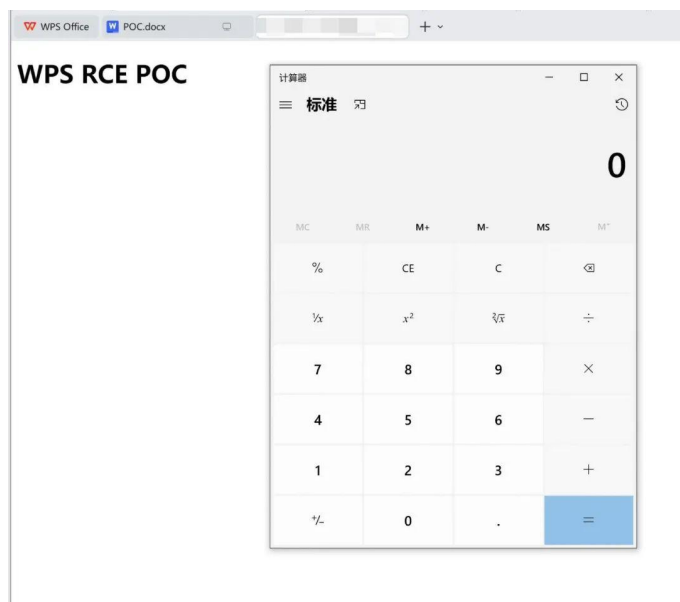 WPS Office POC.docx
WPS RCE POC
计算器
标准
0
MC MR M+ M- MS M˅
% CE C
¹/x x² ²√x ÷
7 8 9 ×
4 5 6 −
1 2 3 +
+/− 0 . =